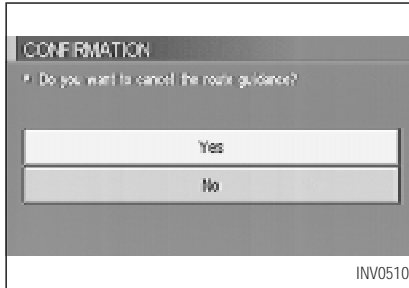 CONFIRMATION
Do you want to cancel the route guidance?
Yes
No
INV0510